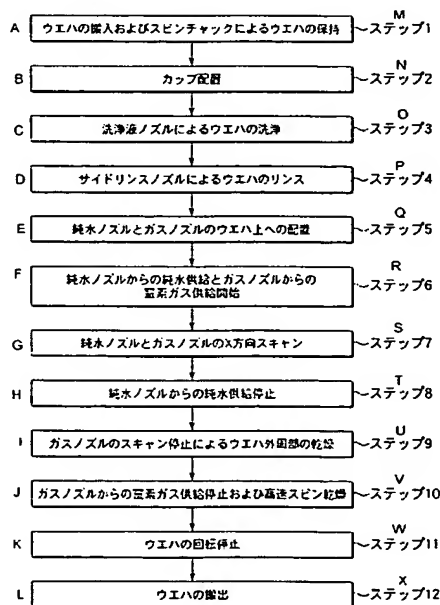 M
A ウエハの搬入およびスピンチャックによるウエハの保持 ～ステップ1
N
B カップ配置 ～ステップ2
O
C 洗浄液ノズルによるウエハの洗浄 ～ステップ3
P
D サイドリンスノズルによるウエハのリンス ～ステップ4
Q
E 純水ノズルとガスノズルのウエハ上への配置 ～ステップ5
R
F 純水ノズルからの純水供給とガスノズルからの
窒素ガス供給開始 ～ステップ6
S
G 純水ノズルとガスノズルのX方向スキャン ～ステップ7
T
H 純水ノズルからの純水供給停止 ～ステップ8
U
I ガスノズルのスキャン停止によるウエハ外周部の乾燥 ～ステップ9
V
J ガスノズルからの窒素ガス供給停止および高速スピン乾燥 ～ステップ10
W
K ウエハの回転停止 ～ステップ11
X
L ウエハの搬出 ～ステップ12